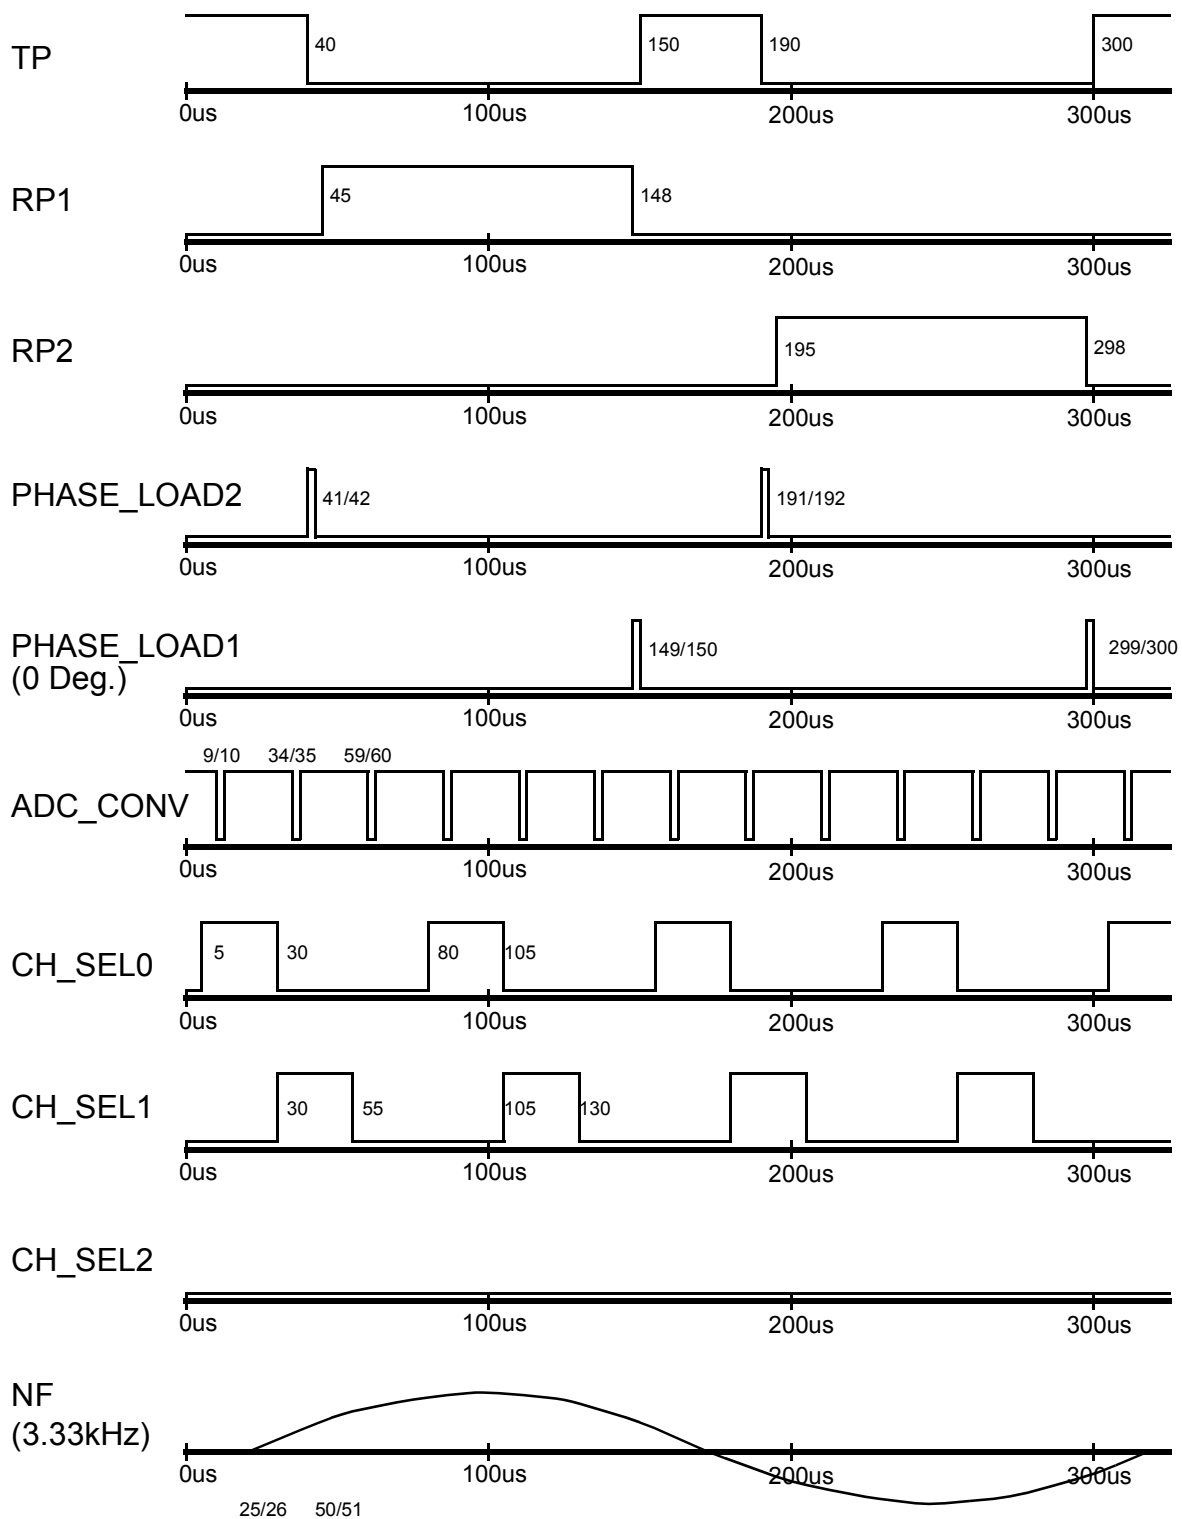 TP
40
150
190
300
0us
100us
200us
300us
RP1
45
148
0us
100us
200us
300us
RP2
195
298
0us
100us
200us
300us
PHASE_LOAD2
41/42
191/192
0us
100us
200us
300us
PHASE_LOAD1
(0 Deg.)
149/150
299/300
0us
100us
200us
300us
9/10
34/35
59/60
ADC_CONV
0us
100us
200us
300us
CH_SEL0
5
30
80
105
0us
100us
200us
300us
CH_SEL1
30
55
105
130
0us
100us
200us
300us
CH_SEL2
0us
100us
200us
300us
NF
(3.33kHz)
0us
100us
200us
300us
25/26
50/51